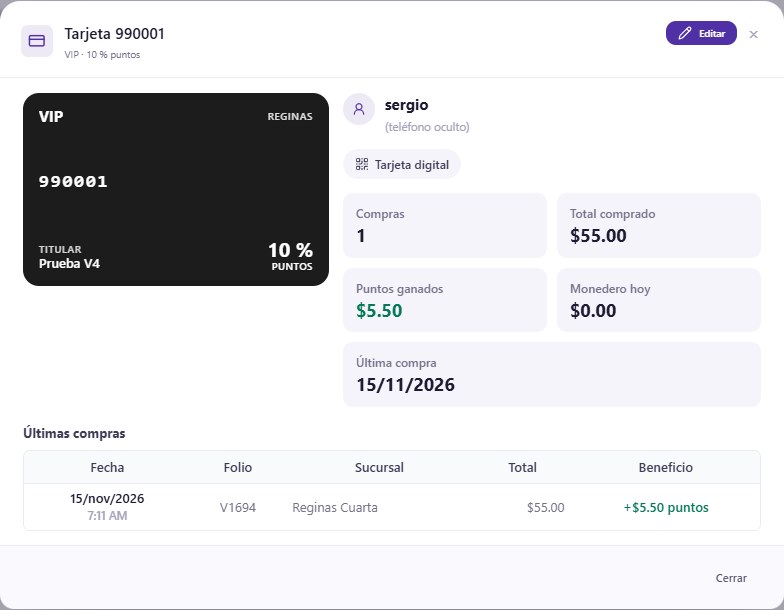 Tarjeta 990001
VIP · 10 % puntos
Editar
VIP
REGINAS
990001
TITULAR
Prueba V4
10 %
PUNTOS
sergio
(teléfono oculto)
Tarjeta digital
Compras
1
Total comprado
$55.00
Puntos ganados
$5.50
Monedero hoy
$0.00
Última compra
15/11/2026
Últimas compras
Fecha Folio Sucursal Total Beneficio
15/nov/2026
7:11 AM
V1694 Reginas Cuarta $55.00 +$5.50 puntos
Cerrar